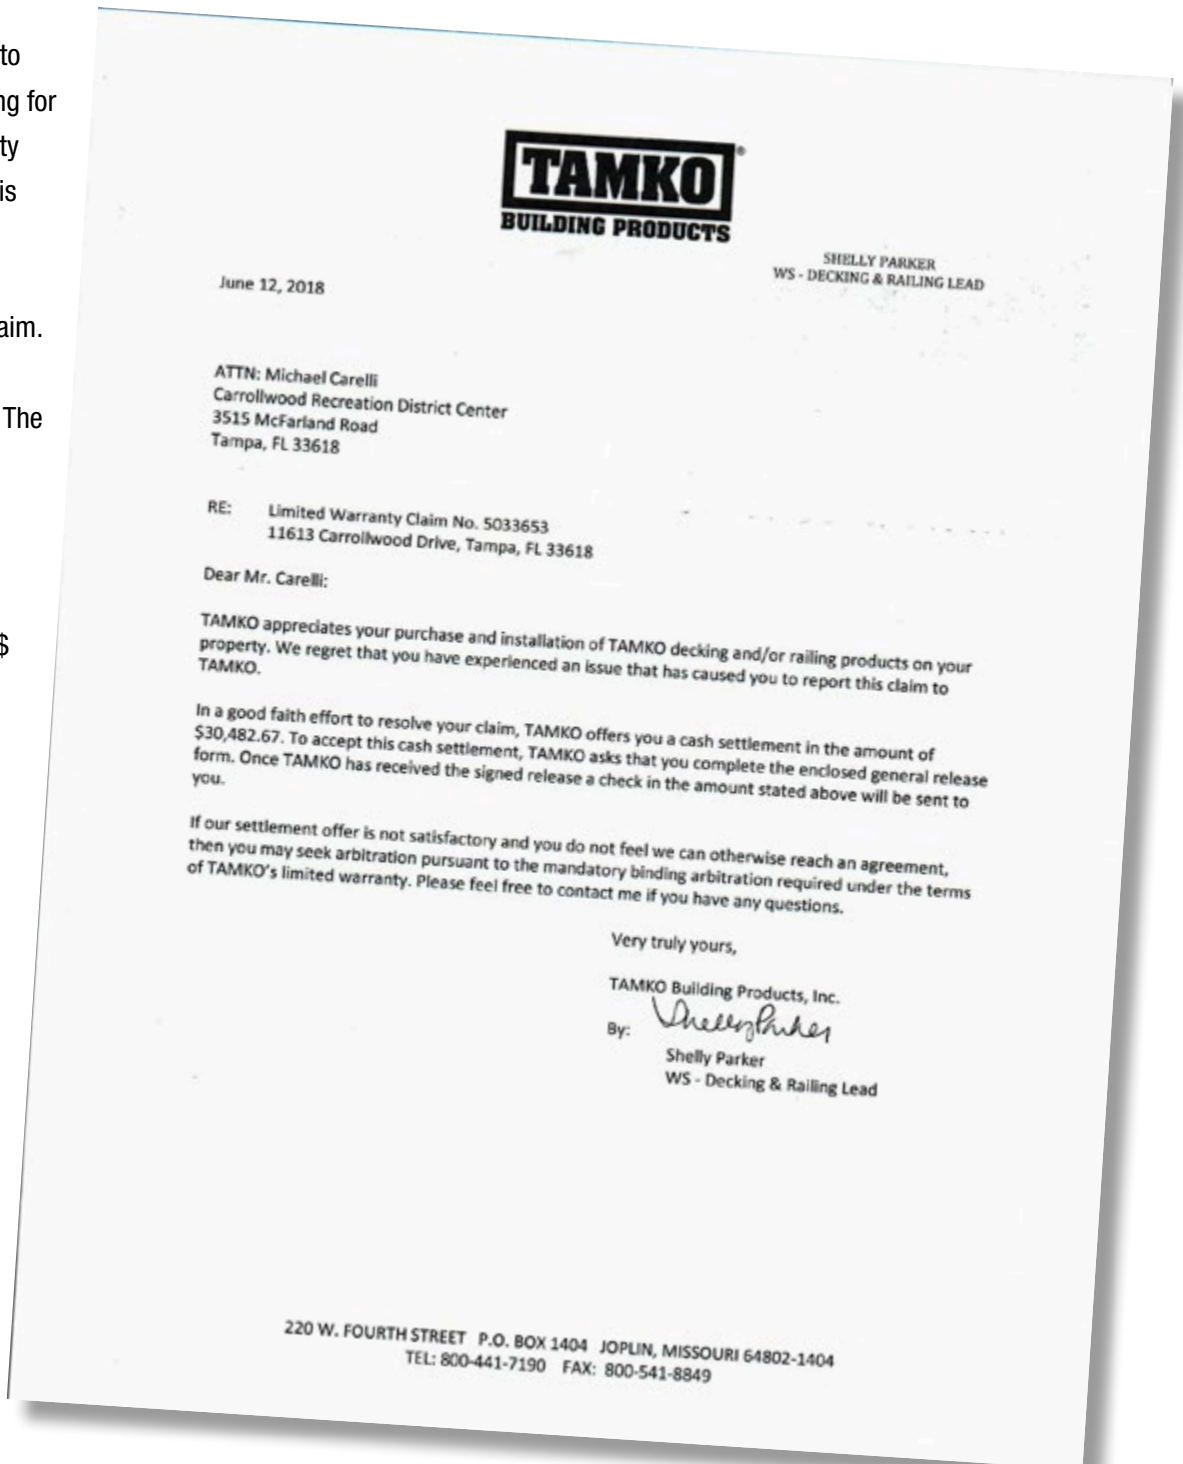 to
ng for
ty
is
aim.
The
$
TAMKO®
BUILDING PRODUCTS
SHELLY PARKER
WS - DECKING & RAILING LEAD
June 12, 2018
ATTN: Michael Carelli
Carrollwood Recreation District Center
3515 McFarland Road
Tampa, FL 33618
RE: Limited Warranty Claim No. 5033653
11613 Carrollwood Drive, Tampa, FL 33618
Dear Mr. Carelli:
TAMKO appreciates your purchase and installation of TAMKO decking and/or railing products on your
property. We regret that you have experienced an issue that has caused you to report this claim to
TAMKO.
In a good faith effort to resolve your claim, TAMKO offers you a cash settlement in the amount of
$30,482.67. To accept this cash settlement, TAMKO asks that you complete the enclosed general release
form. Once TAMKO has received the signed release a check in the amount stated above will be sent to
you.
If our settlement offer is not satisfactory and you do not feel we can otherwise reach an agreement,
then you may seek arbitration pursuant to the mandatory binding arbitration required under the terms
of TAMKO's limited warranty. Please feel free to contact me if you have any questions.
Very truly yours,
TAMKO Building Products, Inc.
By: Shelly Parker
Shelly Parker
WS - Decking & Railing Lead
220 W. FOURTH STREET P.O. BOX 1404 JOPLIN, MISSOURI 64802-1404
TEL: 800-441-7190 FAX: 800-541-8849